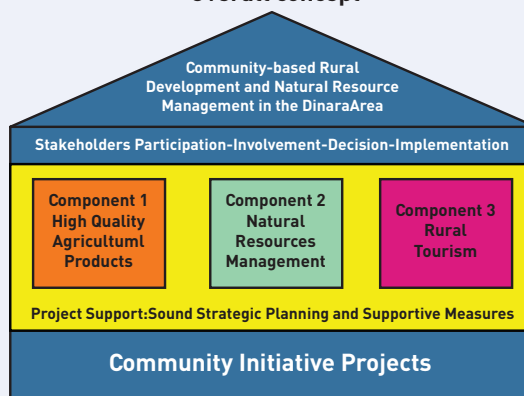 Overall concept
Community-based Rural
Development and Natural Resource
Management in the DinaraArea
Stakeholders Participation-Involvement-Decision-Implementation
Component 1
High Quality
Agricultuml
Products
Component 2
Natural
Resources
Management
Component 3
Rural
Tourism
Project Support:Sound Strategic Planning and Supportive Measures
Community Initiative Projects